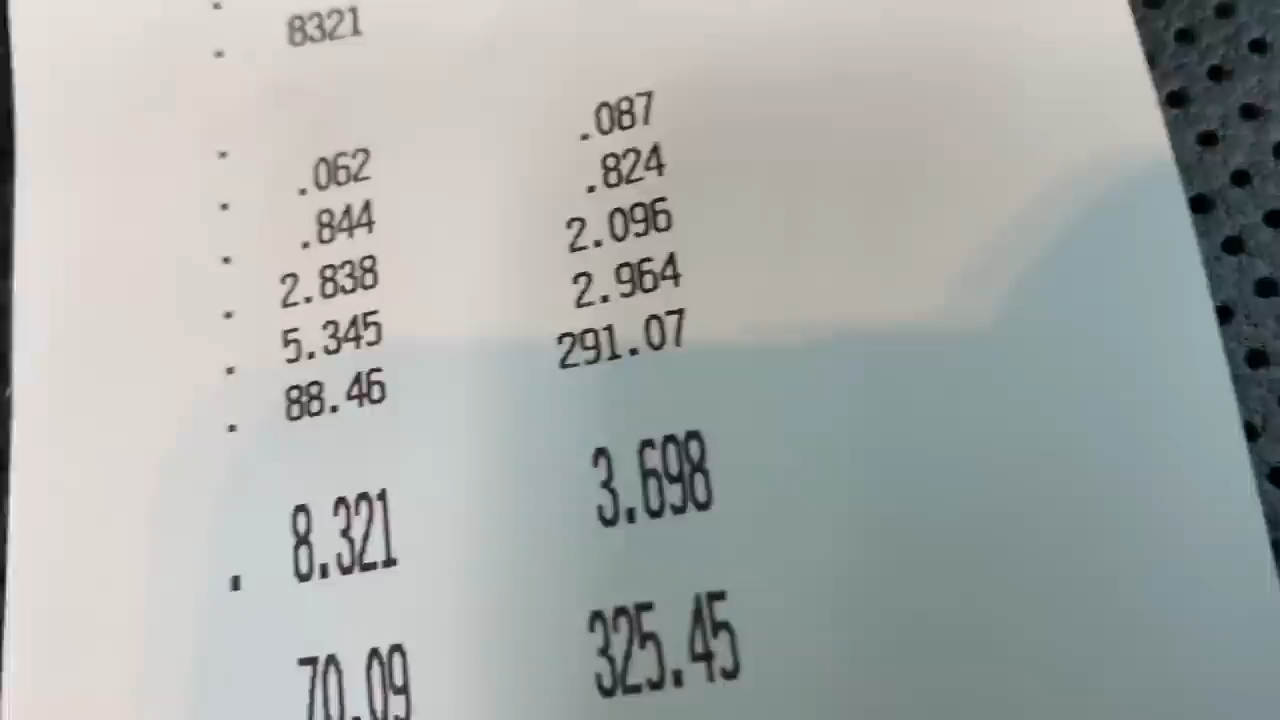 . 8321
. .087
. .062 .824
. .844 2.096
. 2.838 2.964
. 5.345 291.07
. 88.46
3.698
. 8.321
325.45
70.09